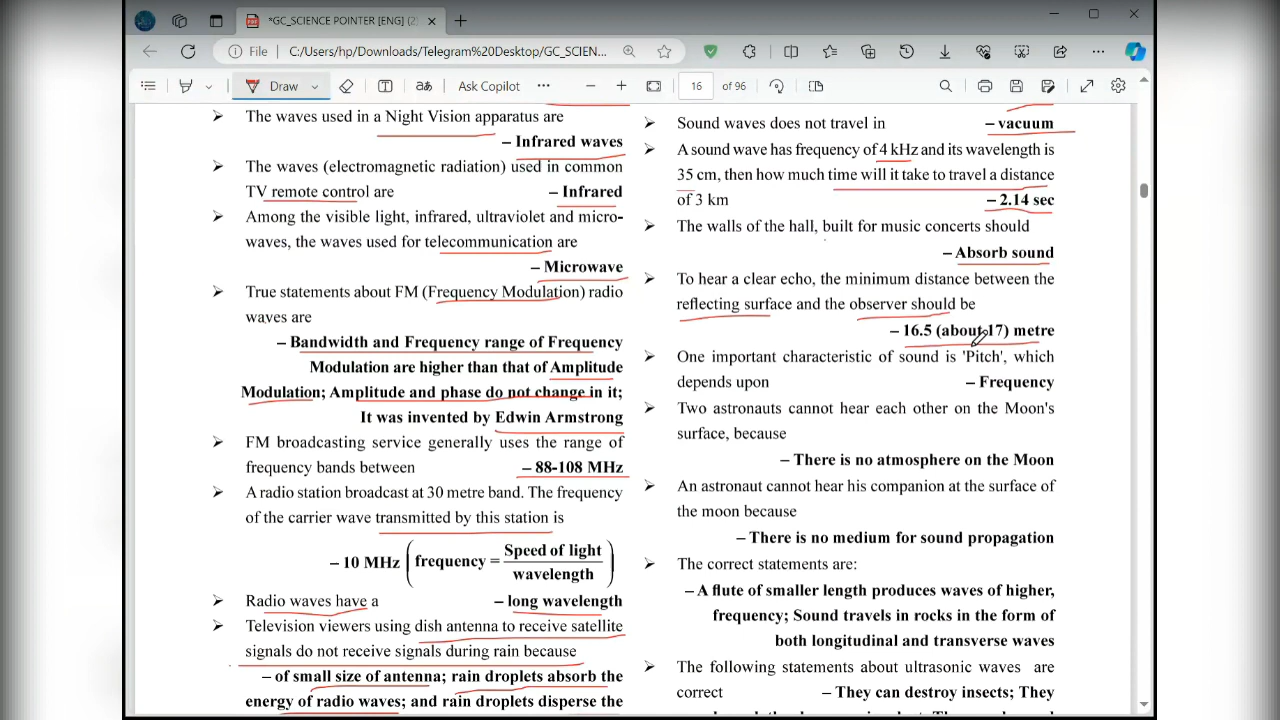 *GC_SCIENCE POINTER [ENG] (2
File
C:/Users/hp/Downloads/Telegram%20Desktop/GC_SCIEN...
Draw
aあ
Ask Copilot
16 of 96
➢ The waves used in a Night Vision apparatus are
– Infrared waves
➢ The waves (electromagnetic radiation) used in common
TV remote control are – Infrared
➢ Among the visible light, infrared, ultraviolet and micro-
waves, the waves used for telecommunication are
– Microwave
➢ True statements about FM (Frequency Modulation) radio
waves are
– Bandwidth and Frequency range of Frequency
Modulation are higher than that of Amplitude
Modulation; Amplitude and phase do not change in it;
It was invented by Edwin Armstrong
➢ FM broadcasting service generally uses the range of
frequency bands between – 88-108 MHz
➢ A radio station broadcast at 30 metre band. The frequency
of the carrier wave transmitted by this station is
– 10 MHz (frequency = Speed of light
wavelength)
➢ Radio waves have a – long wavelength
➢ Television viewers using dish antenna to receive satellite
signals do not receive signals during rain because
– of small size of antenna; rain droplets absorb the
energy of radio waves; and rain droplets disperse the
➢ Sound waves does not travel in – vacuum
➢ A sound wave has frequency of 4 kHz and its wavelength is
35 cm, then how much time will it take to travel a distance
of 3 km – 2.14 sec
➢ The walls of the hall, built for music concerts should
– Absorb sound
➢ To hear a clear echo, the minimum distance between the
reflecting surface and the observer should be
– 16.5 (about 17) metre
➢ One important characteristic of sound is 'Pitch', which
depends upon – Frequency
➢ Two astronauts cannot hear each other on the Moon's
surface, because
– There is no atmosphere on the Moon
➢ An astronaut cannot hear his companion at the surface of
the moon because
– There is no medium for sound propagation
➢ The correct statements are:
– A flute of smaller length produces waves of higher,
frequency; Sound travels in rocks in the form of
both longitudinal and transverse waves
➢ The following statements about ultrasonic waves are
correct – They can destroy insects; They